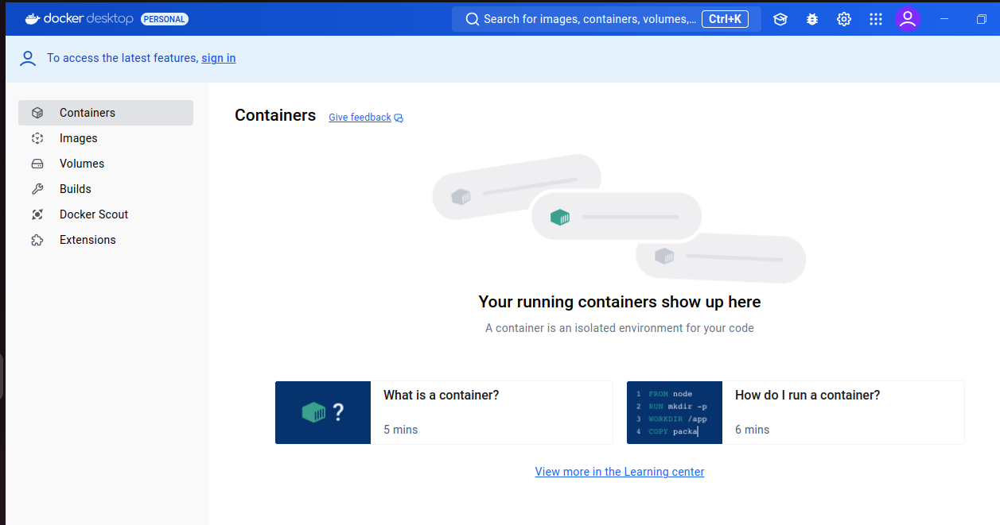 docker desktop PERSONAL
Search for images, containers, volumes,... Ctrl+K
To access the latest features, sign in
Containers
Images
Volumes
Builds
Docker Scout
Extensions
Containers Give feedback
Your running containers show up here
A container is an isolated environment for your code
?
What is a container?
5 mins
1 FROM node
2 RUN mkdir -p
3 WORKDIR /app
4 COPY packa
How do I run a container?
6 mins
View more in the Learning center